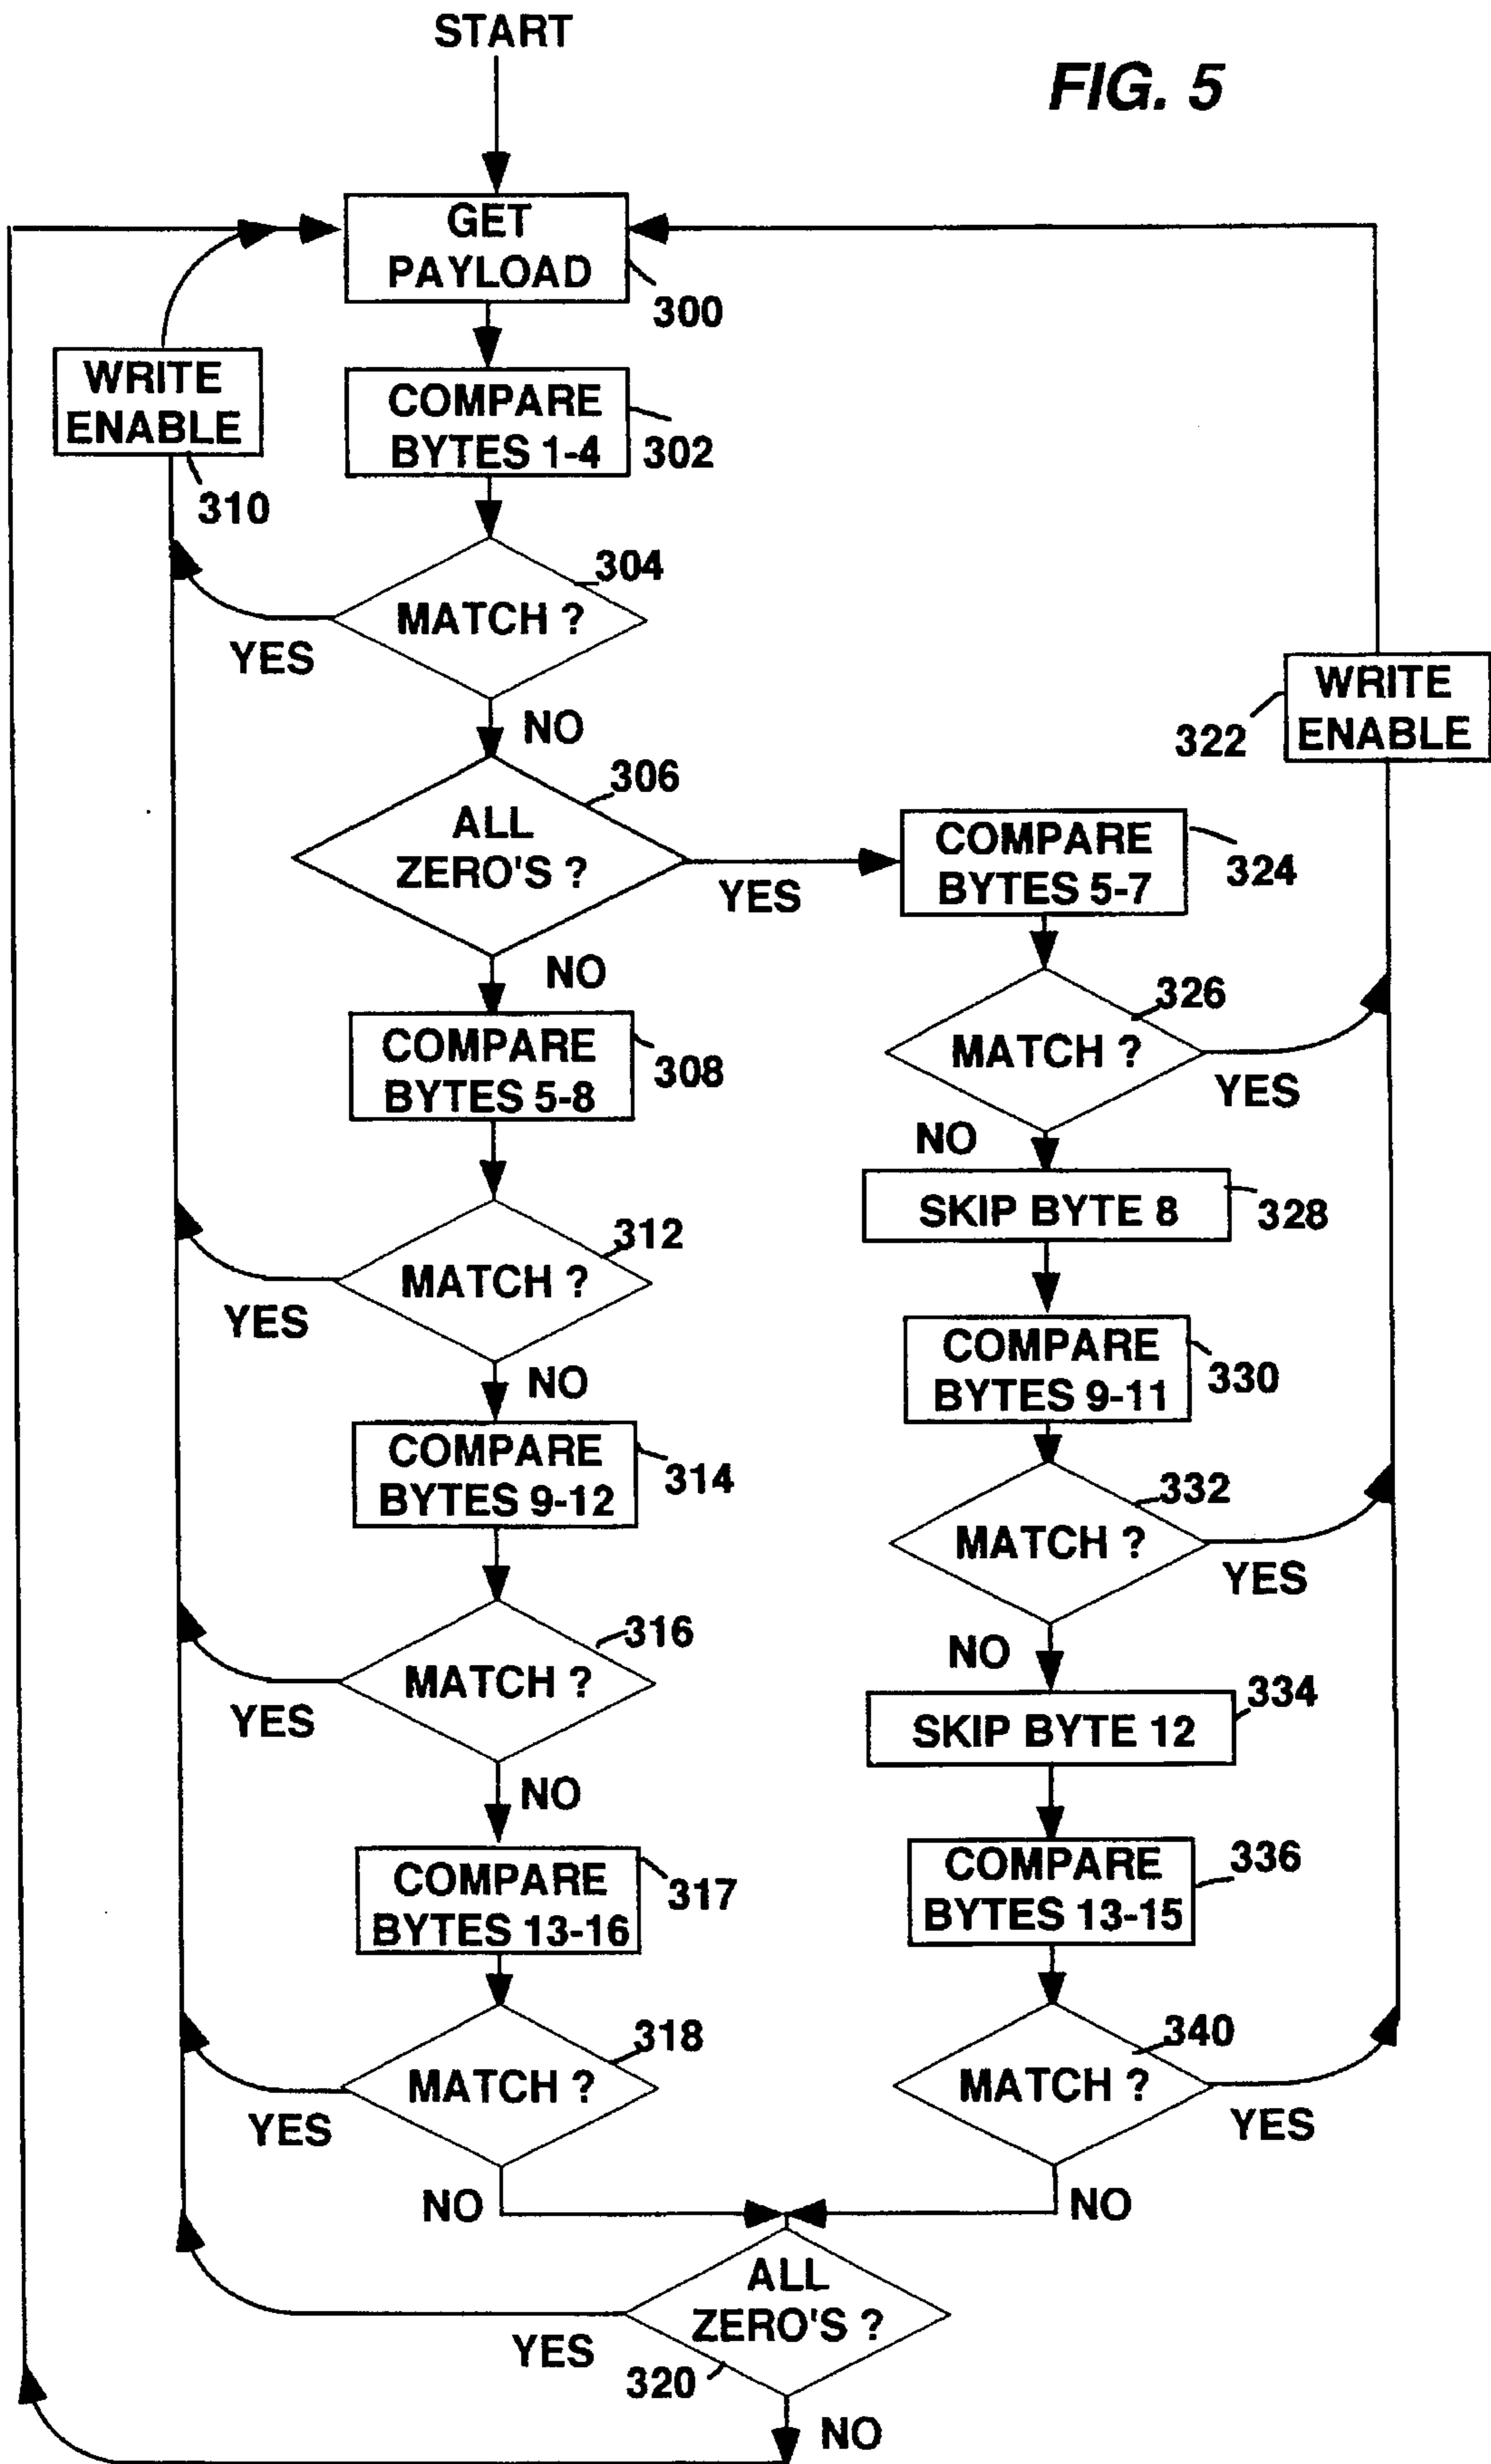 START
FIG. 5
GET
PAYLOAD
300
WRITE
ENABLE
310
COMPARE
BYTES 1-4
302
304
MATCH ?
YES
NO
306
ALL
ZERO'S ?
YES
NO
WRITE
ENABLE
322
COMPARE
BYTES 5-7
324
326
MATCH ?
YES
NO
COMPARE
BYTES 5-8
308
SKIP BYTE 8
328
312
MATCH ?
YES
NO
COMPARE
BYTES 9-11
330
COMPARE
BYTES 9-12
314
332
MATCH ?
YES
NO
316
MATCH ?
YES
NO
334
SKIP BYTE 12
COMPARE
BYTES 13-16
317
COMPARE
BYTES 13-15
336
318
MATCH ?
YES
NO
340
MATCH ?
YES
NO
ALL
ZERO'S ?
YES
320
NO